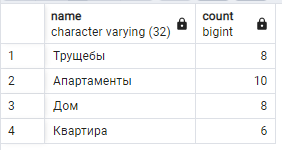 name count
character varying (32) bigint
1 Трущебы 8
2 Апартаменты 10
3 Дом 8
4 Квартира 6